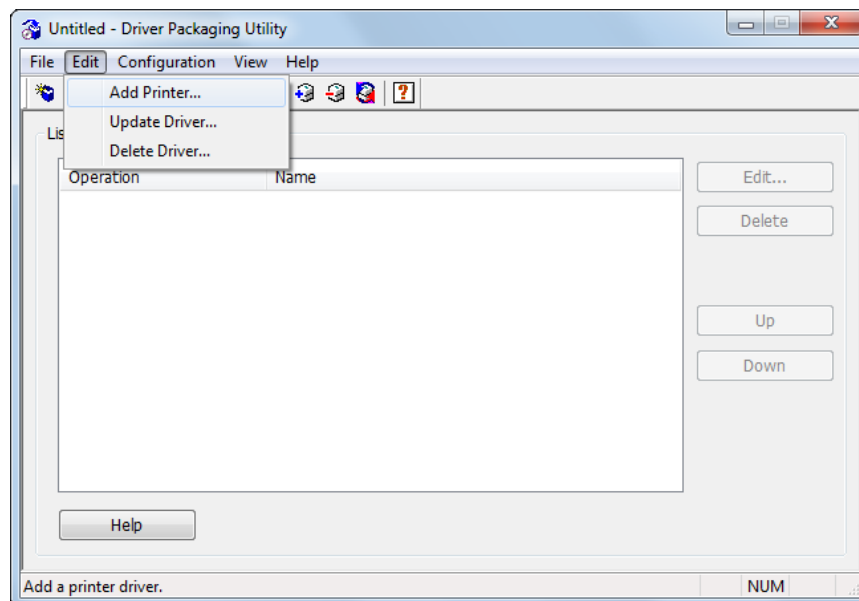 Untitled - Driver Packaging Utility
File Edit Configuration View Help
Add Printer...
Update Driver...
Delete Driver...
Operation Name
Edit...
Delete
Up
Down
Help
Add a printer driver. NUM